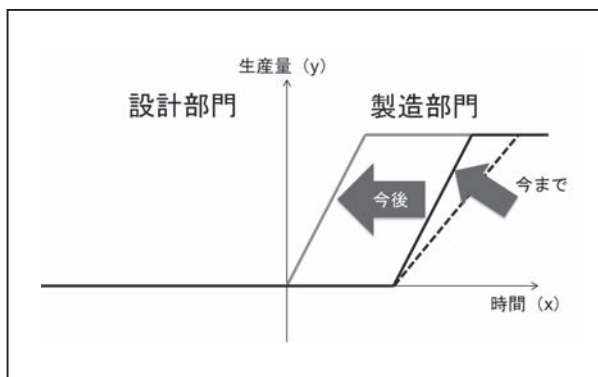 生産量（y）
設計部門
製造部門
今後
今まで
時間（x）